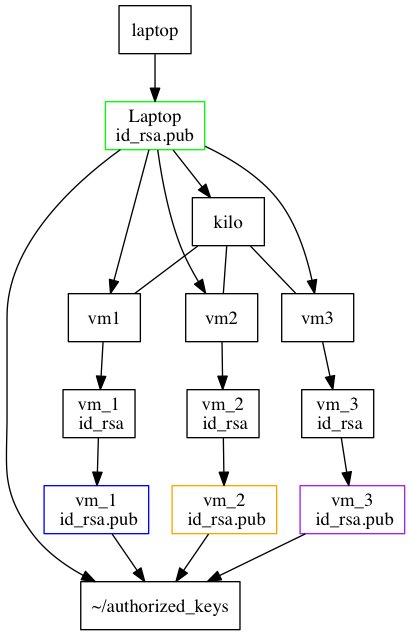 laptop
Laptop
id_rsa.pub
kilo
vm1
vm2
vm3
vm_1
id_rsa
vm_2
id_rsa
vm_3
id_rsa
vm_1
id_rsa.pub
vm_2
id_rsa.pub
vm_3
id_rsa.pub
~/authorized_keys